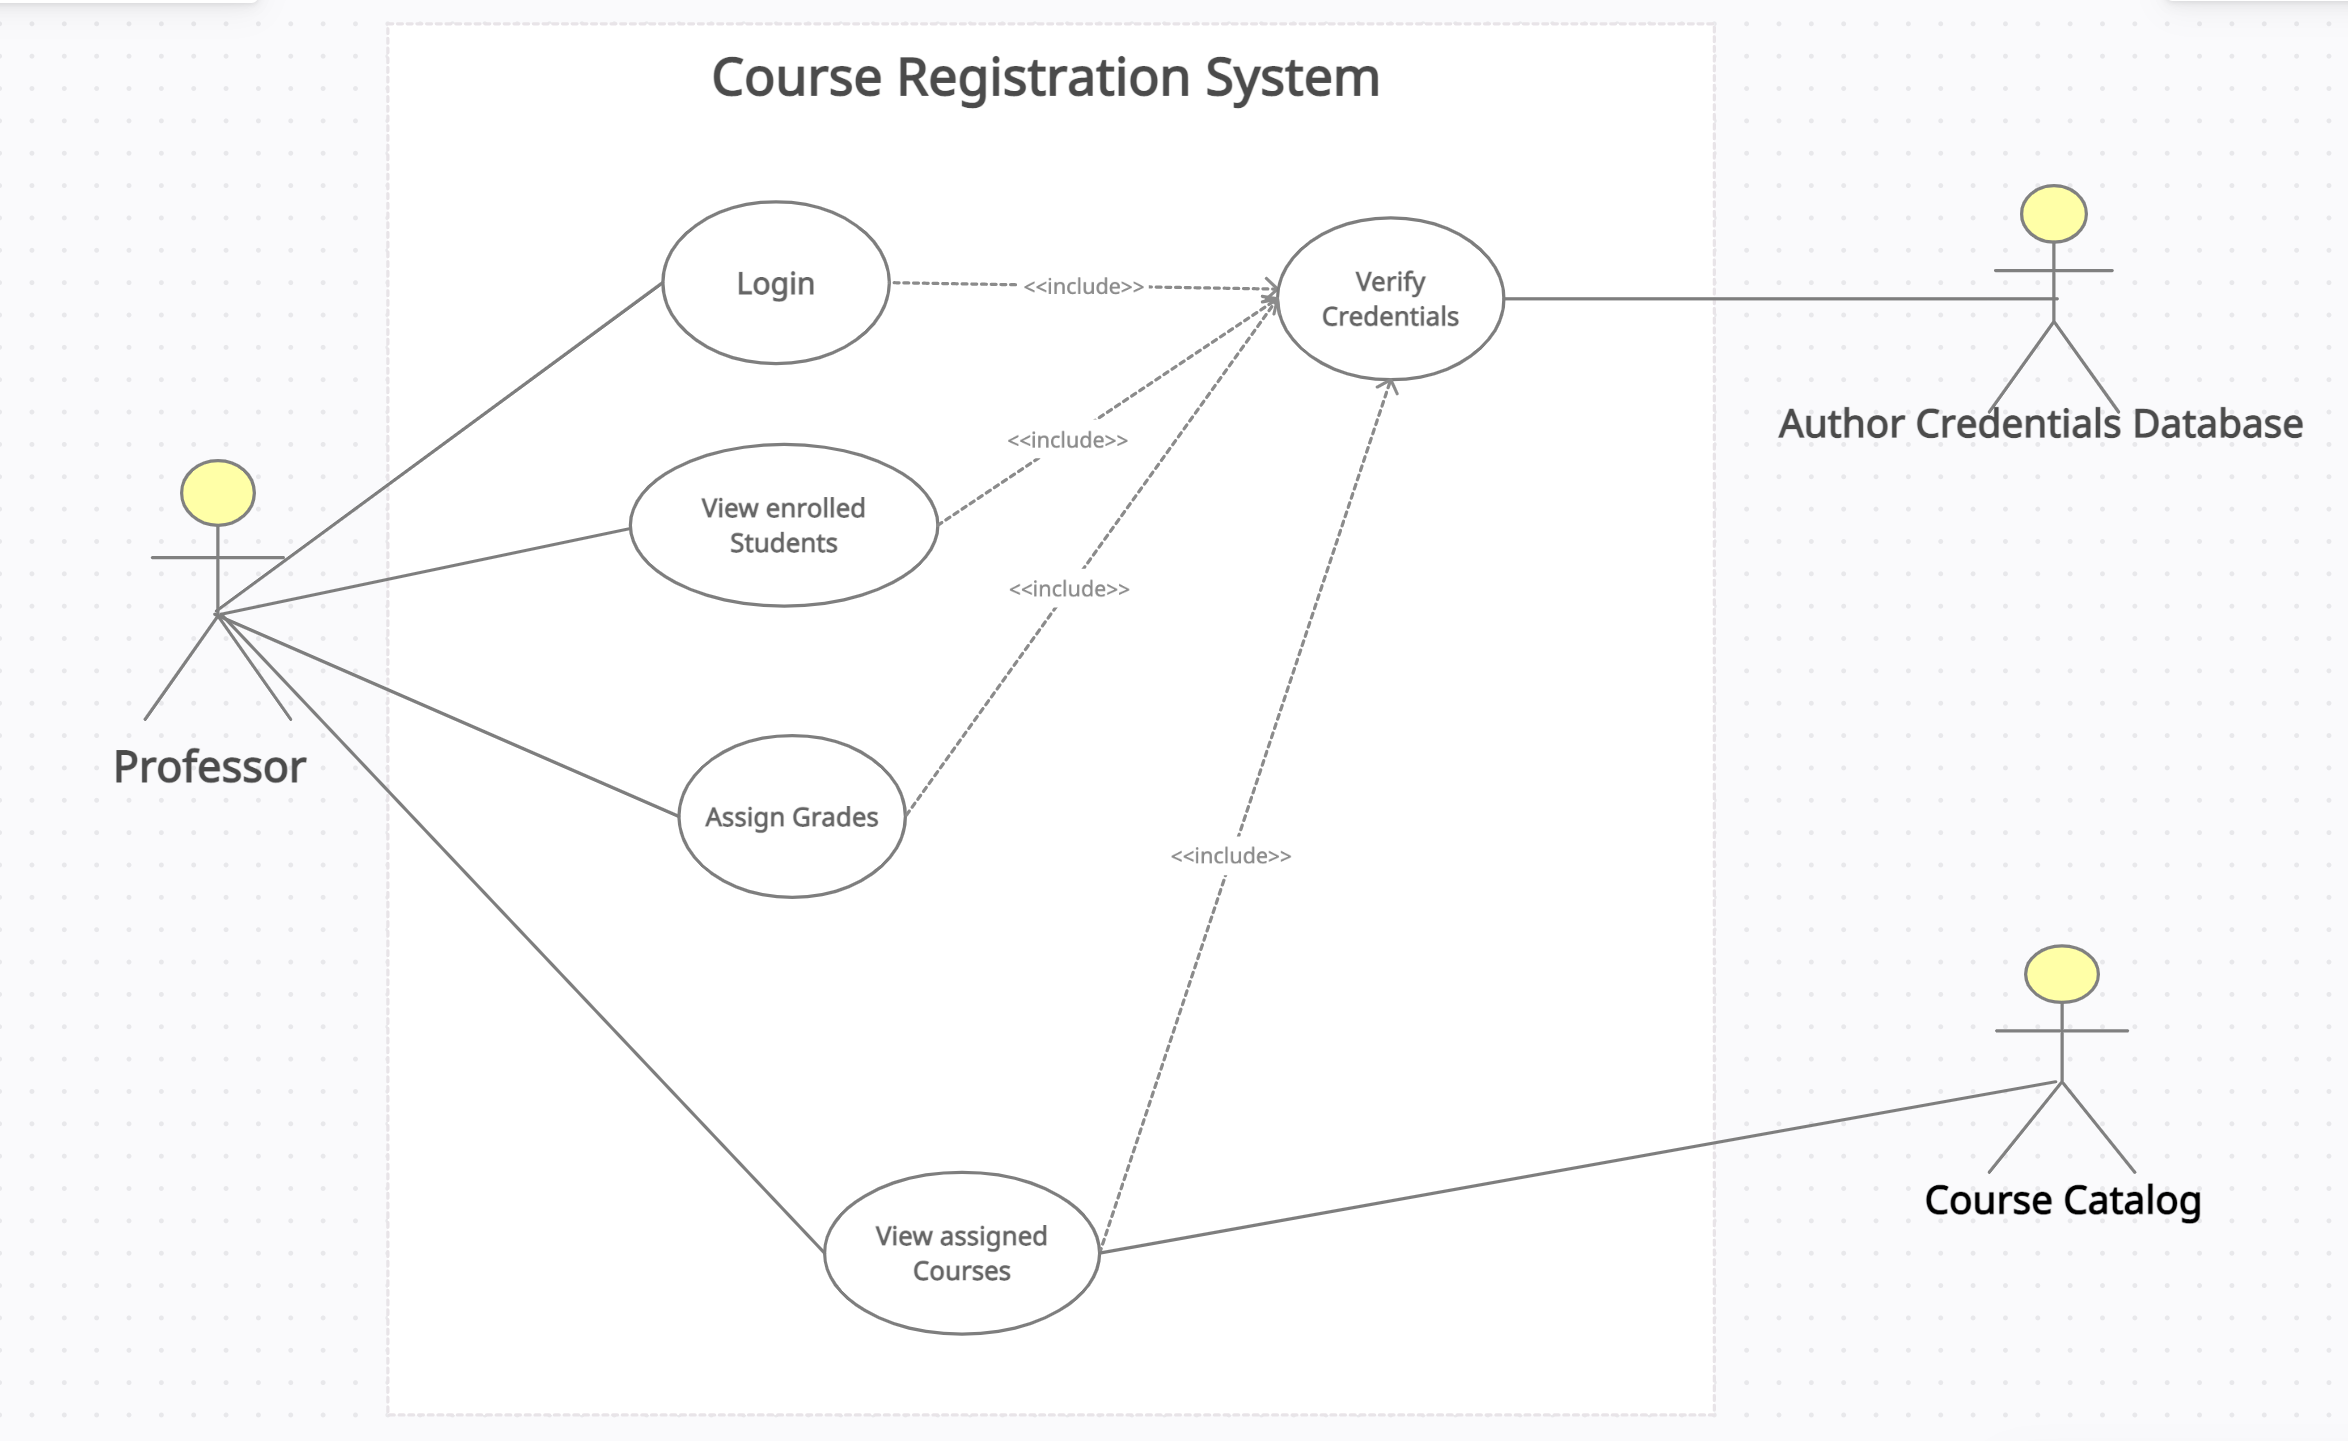 Course Registration System
Login
<<include>>
Verify
Credentials
Author Credentials Database
<<include>>
View enrolled
Students
<<include>>
Professor
Assign Grades
<<include>>
Course Catalog
View assigned
Courses